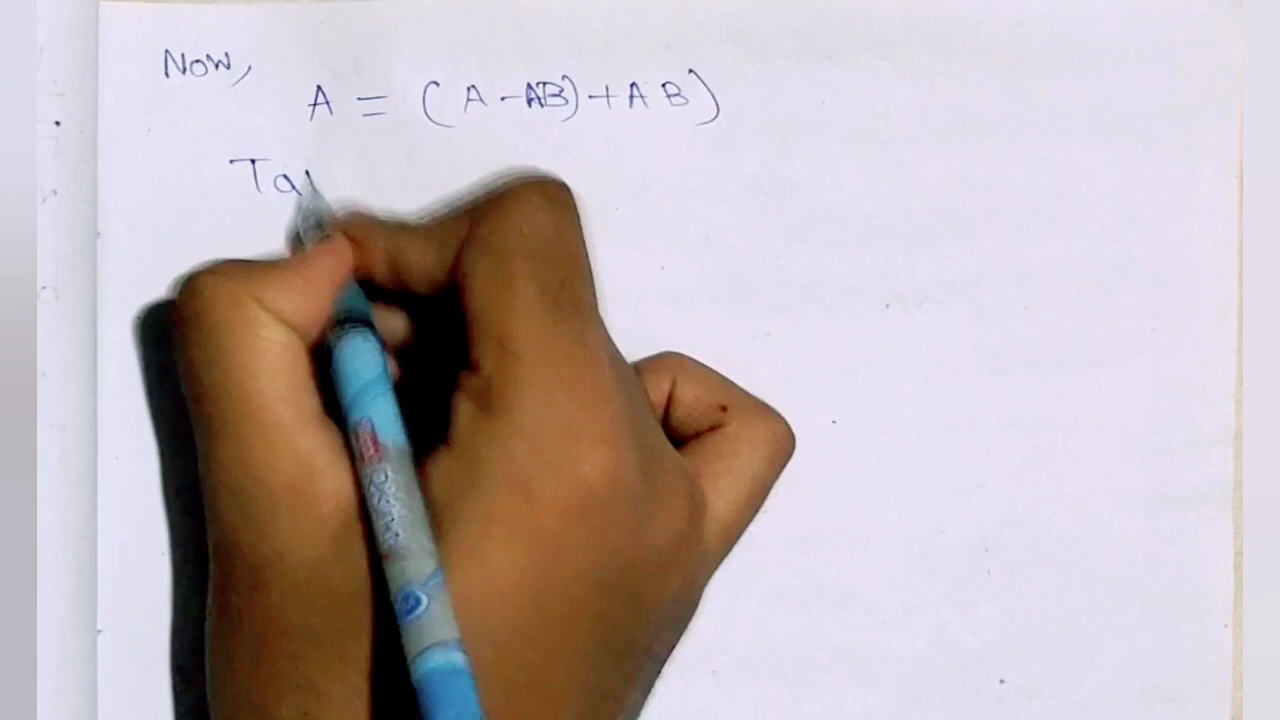 Now,
A = (A - AB) + AB)
Ta